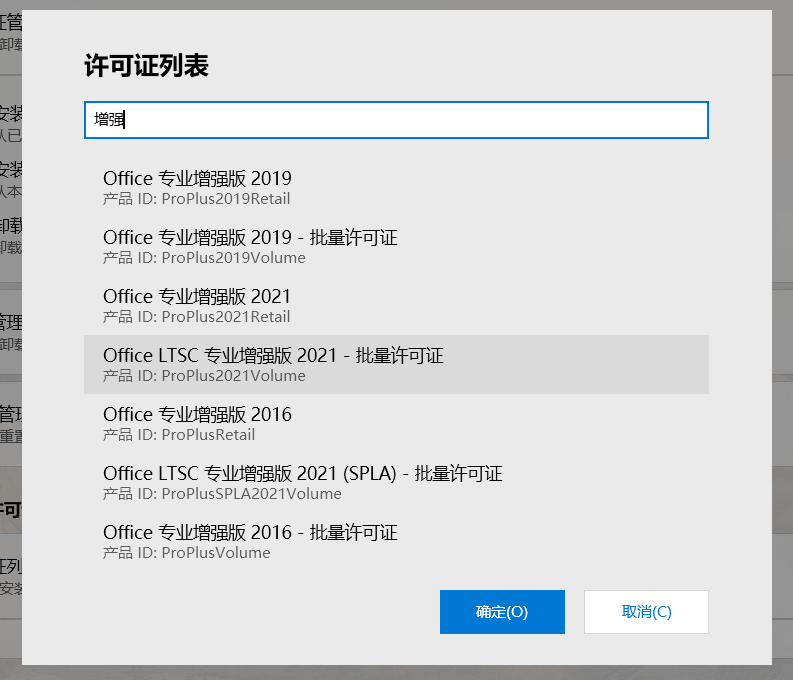 许可证列表
增强
Office 专业增强版 2019
产品 ID: ProPlus2019Retail
Office 专业增强版 2019 - 批量许可证
产品 ID: ProPlus2019Volume
Office 专业增强版 2021
产品 ID: ProPlus2021Retail
Office LTSC 专业增强版 2021 - 批量许可证
产品 ID: ProPlus2021Volume
Office 专业增强版 2016
产品 ID: ProPlusRetail
Office LTSC 专业增强版 2021 (SPLA) - 批量许可证
产品 ID: ProPlusSPLA2021Volume
Office 专业增强版 2016 - 批量许可证
产品 ID: ProPlusVolume
确定(O)
取消(C)